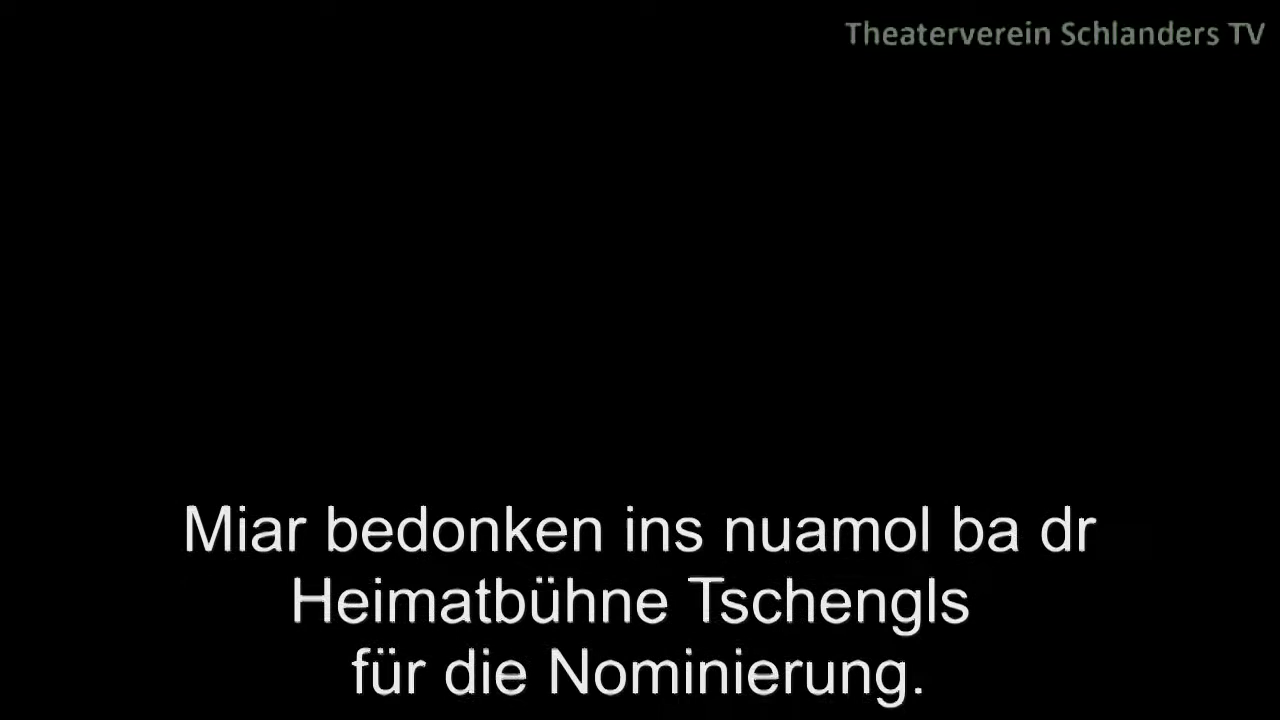 Theaterverein Schlanders TV
Miar bedonken ins nuamol ba dr
Heimatbühne Tschengls
für die Nominierung.